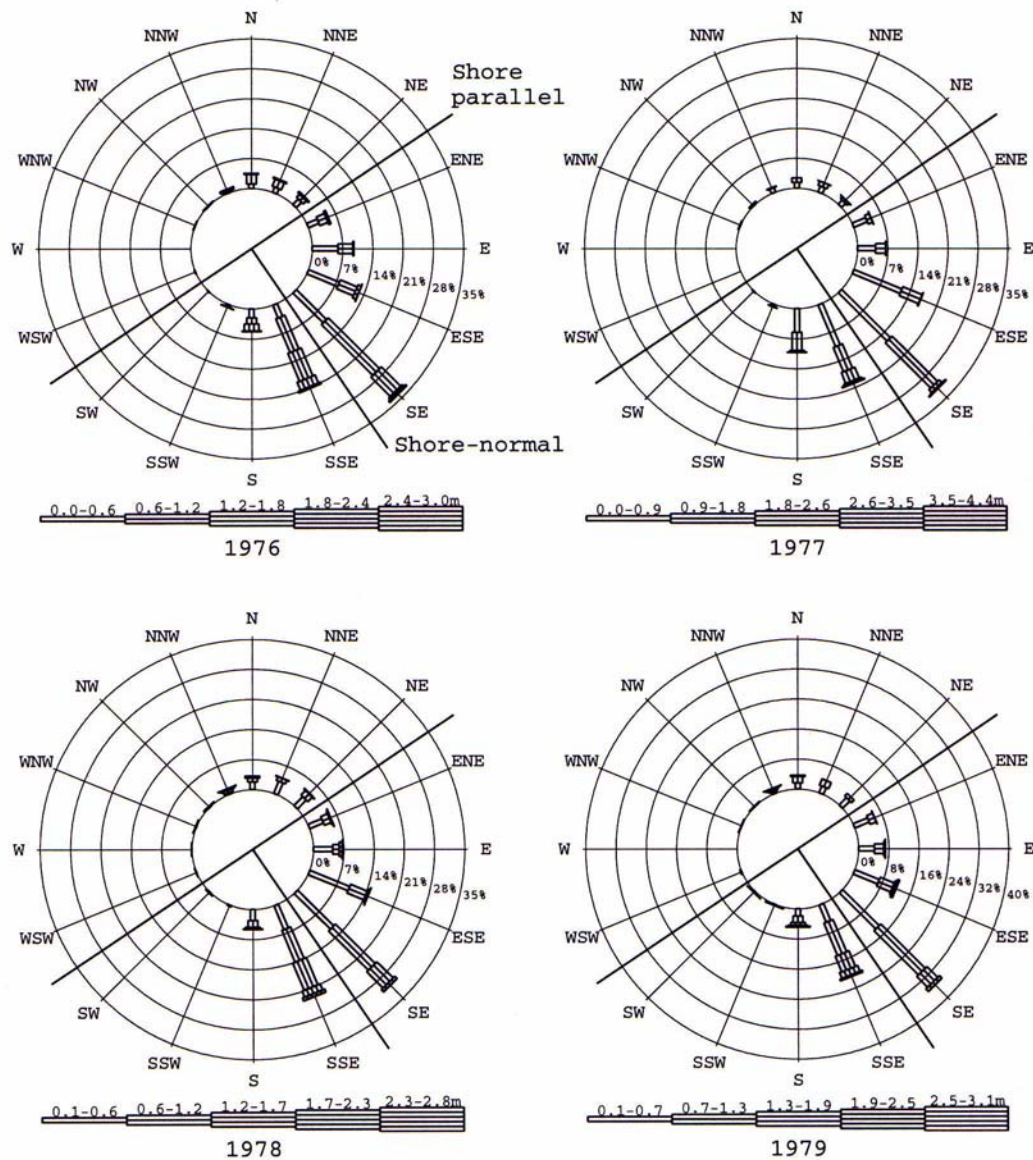 N
N
NNW
NNE
NNW
NNE
NW
Shore
parallel
NE
NW
NE
WNW
ENE
WNW
ENE
W
E
W
E
0%
7%
14%
21%
28%
35%
0%
7%
14%
21%
28%
35%
WSW
ESE
WSW
ESE
SW
SE
SW
SE
Shore-normal
SSW
SSE
SSW
SSE
S
S
0.0-0.6
0.6-1.2
1.2-1.8
1.8-2.4
2.4-3.0m
0.0-0.9
0.9-1.8
1.8-2.6
2.6-3.5
3.5-4.4m
1976
1977
N
N
NNW
NNE
NNW
NNE
NW
NE
NW
NE
WNW
ENE
WNW
ENE
W
E
W
E
0%
7%
14%
21%
28%
35%
0%
8%
16%
24%
32%
40%
WSW
ESE
WSW
ESE
SW
SE
SW
SE
SSW
SSE
SSW
SSE
S
S
0.1-0.6
0.6-1.2
1.2-1.7
1.7-2.3
2.3-2.8m
0.1-0.7
0.7-1.3
1.3-1.9
1.9-2.5
2.5-3.1m
1978
1979